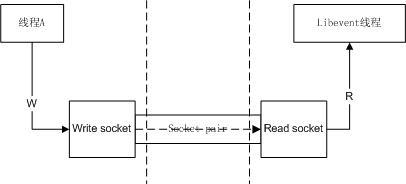 线程A
Libevent线程
W
R
Write socket
Socket pair
Read socket